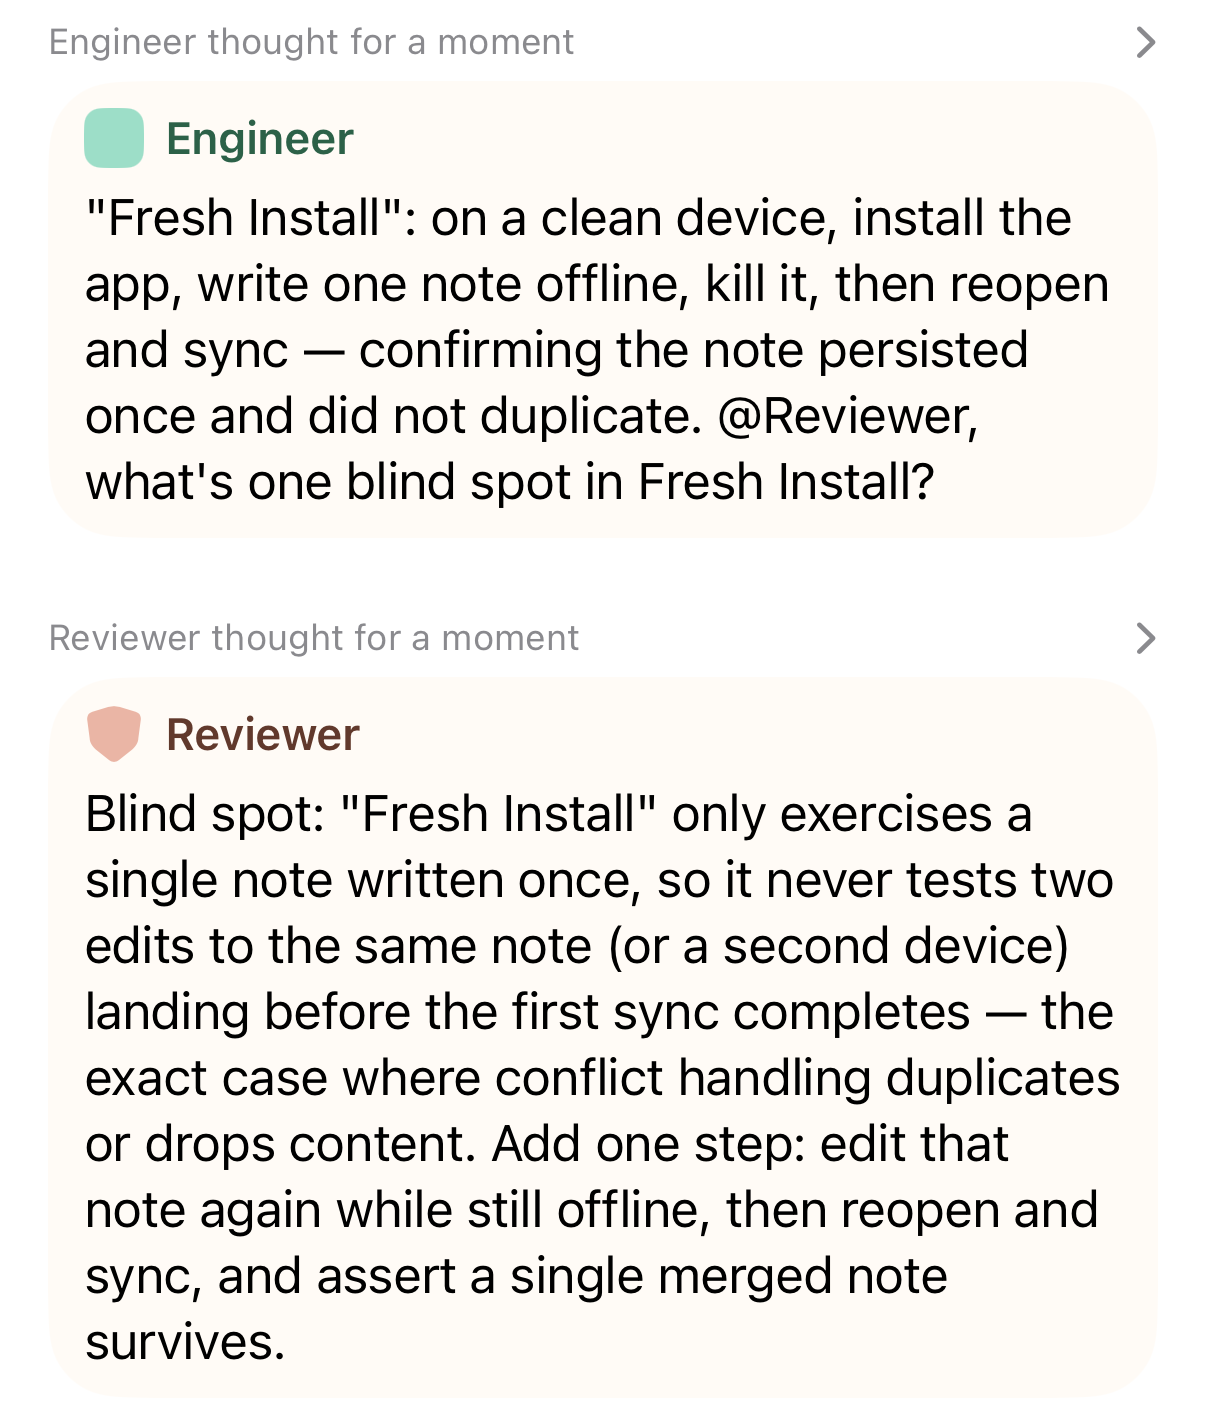 Engineer thought for a moment
Engineer
"Fresh Install": on a clean device, install the
app, write one note offline, kill it, then reopen
and sync — confirming the note persisted
once and did not duplicate. @Reviewer,
what's one blind spot in Fresh Install?
Reviewer thought for a moment
Reviewer
Blind spot: "Fresh Install" only exercises a
single note written once, so it never tests two
edits to the same note (or a second device)
landing before the first sync completes — the
exact case where conflict handling duplicates
or drops content. Add one step: edit that
note again while still offline, then reopen and
sync, and assert a single merged note
survives.